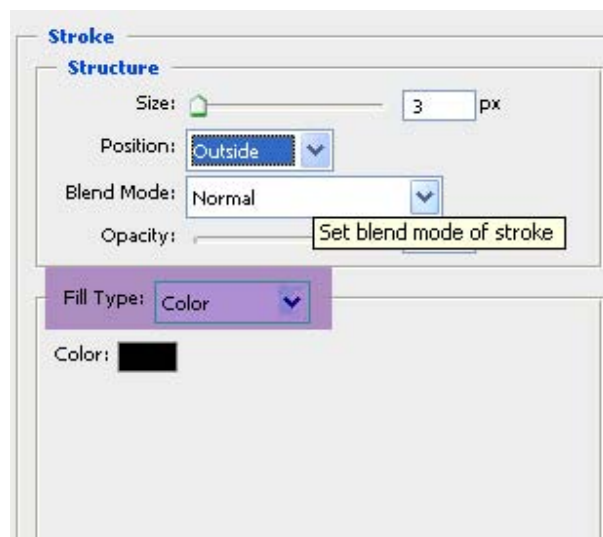 Stroke
Structure
Size: 3 px
Position: Outside
Blend Mode: Normal
Opacity: Set blend mode of stroke
Fill Type: Color
Color: